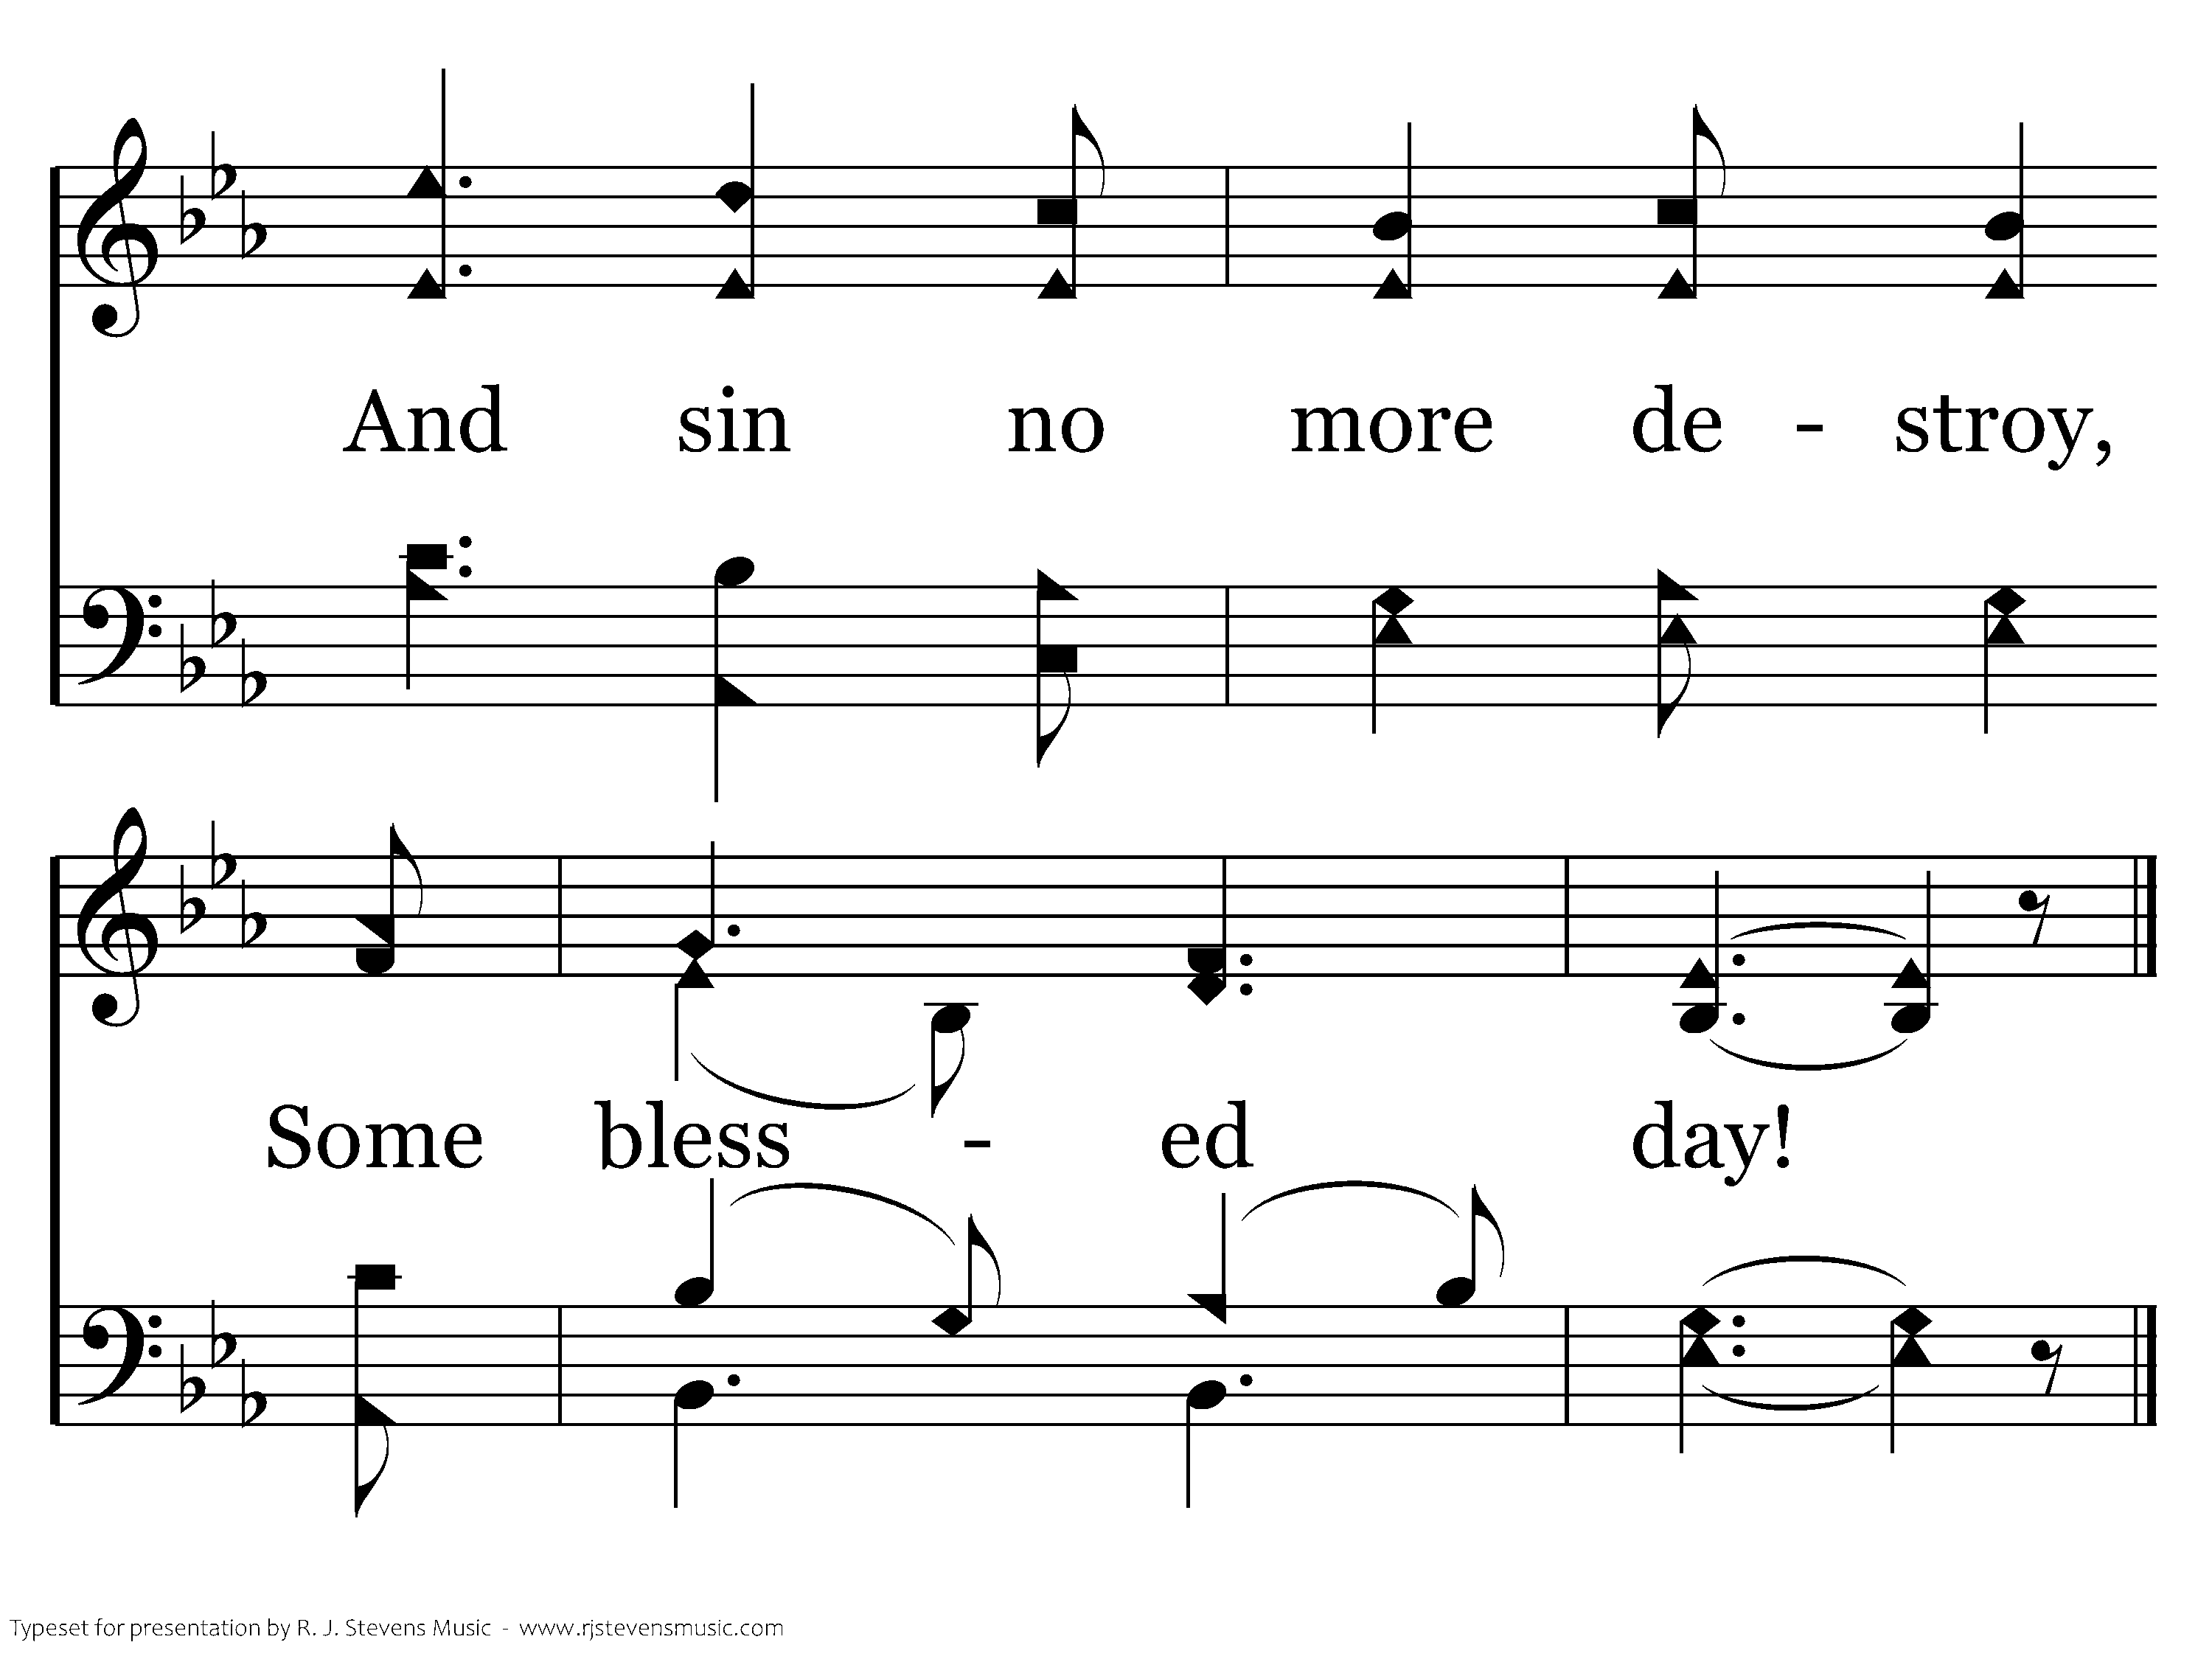 And sin no more de - stroy,
Some bless - ed day!
Typeset for presentation by R. J. Stevens Music - www.rjstevensmusic.com